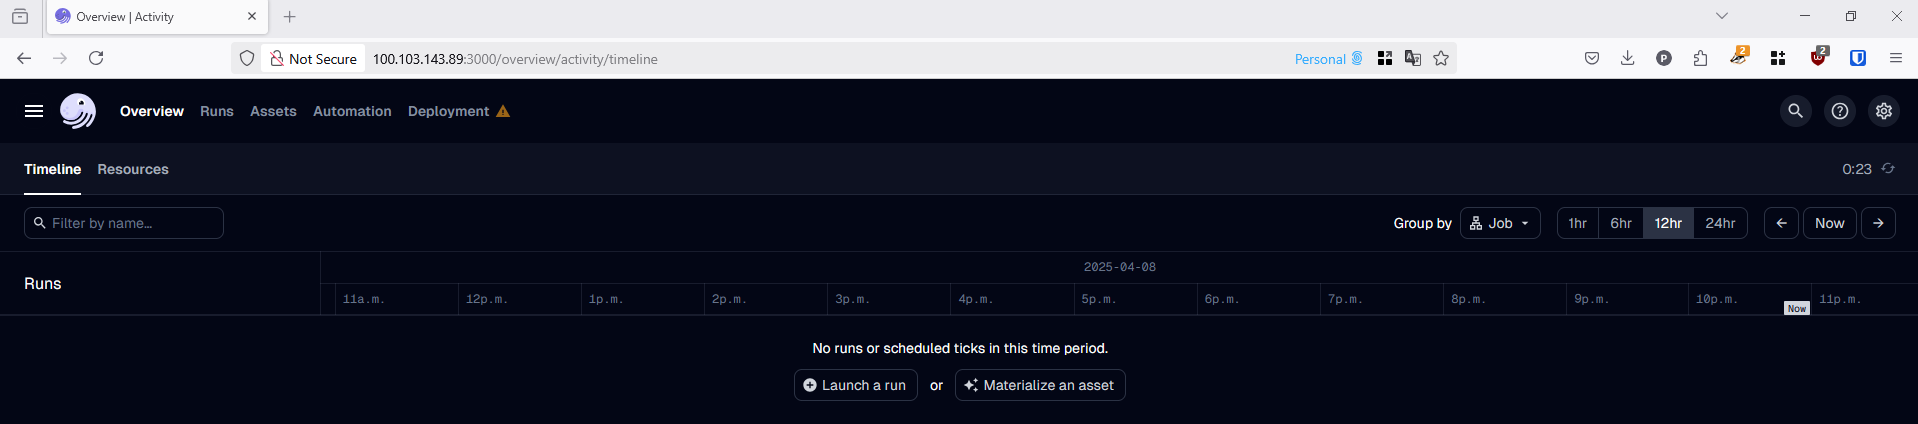 Overview | Activity
Not Secure 100.103.143.89:3000/overview/activity/timeline Personal
2
2
P
Overview Runs Assets Automation Deployment
Timeline Resources 0:23
Filter by name... Group by Job 1hr 6hr 12hr 24hr Now
Runs
2025-04-08
11a.m. 12p.m. 1p.m. 2p.m. 3p.m. 4p.m. 5p.m. 6p.m. 7p.m. 8p.m. 9p.m. 10p.m. 11p.m.
Now
No runs or scheduled ticks in this time period.
Launch a run or Materialize an asset